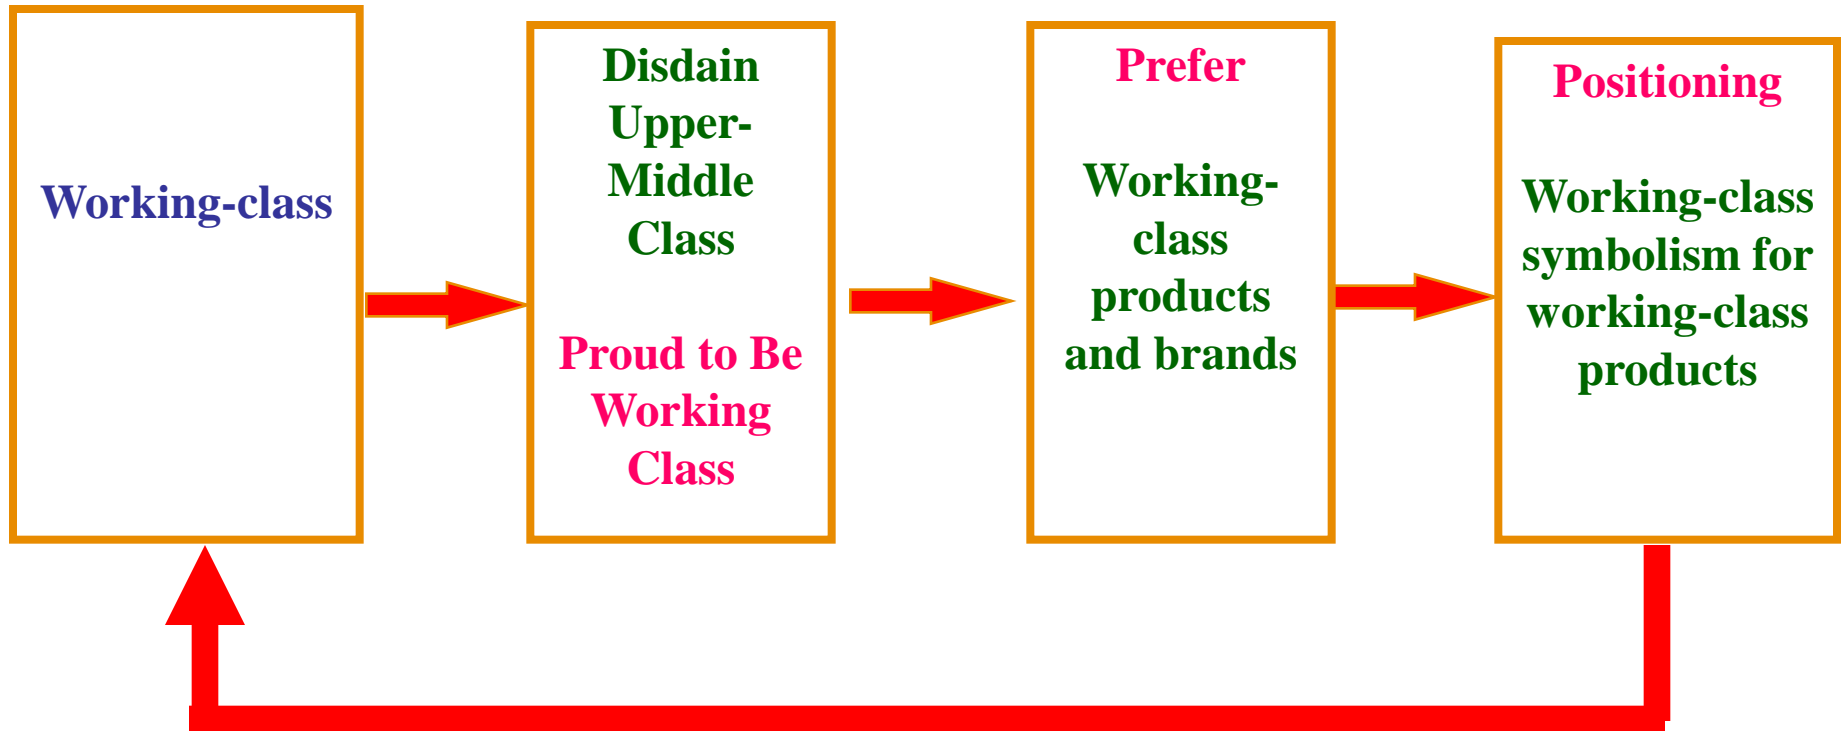 Working-class
Disdain
Upper-
Middle
Class
Proud to Be
Working
Class
Prefer
Working-
class
products
and brands
Positioning
Working-class
symbolism for
working-class
products